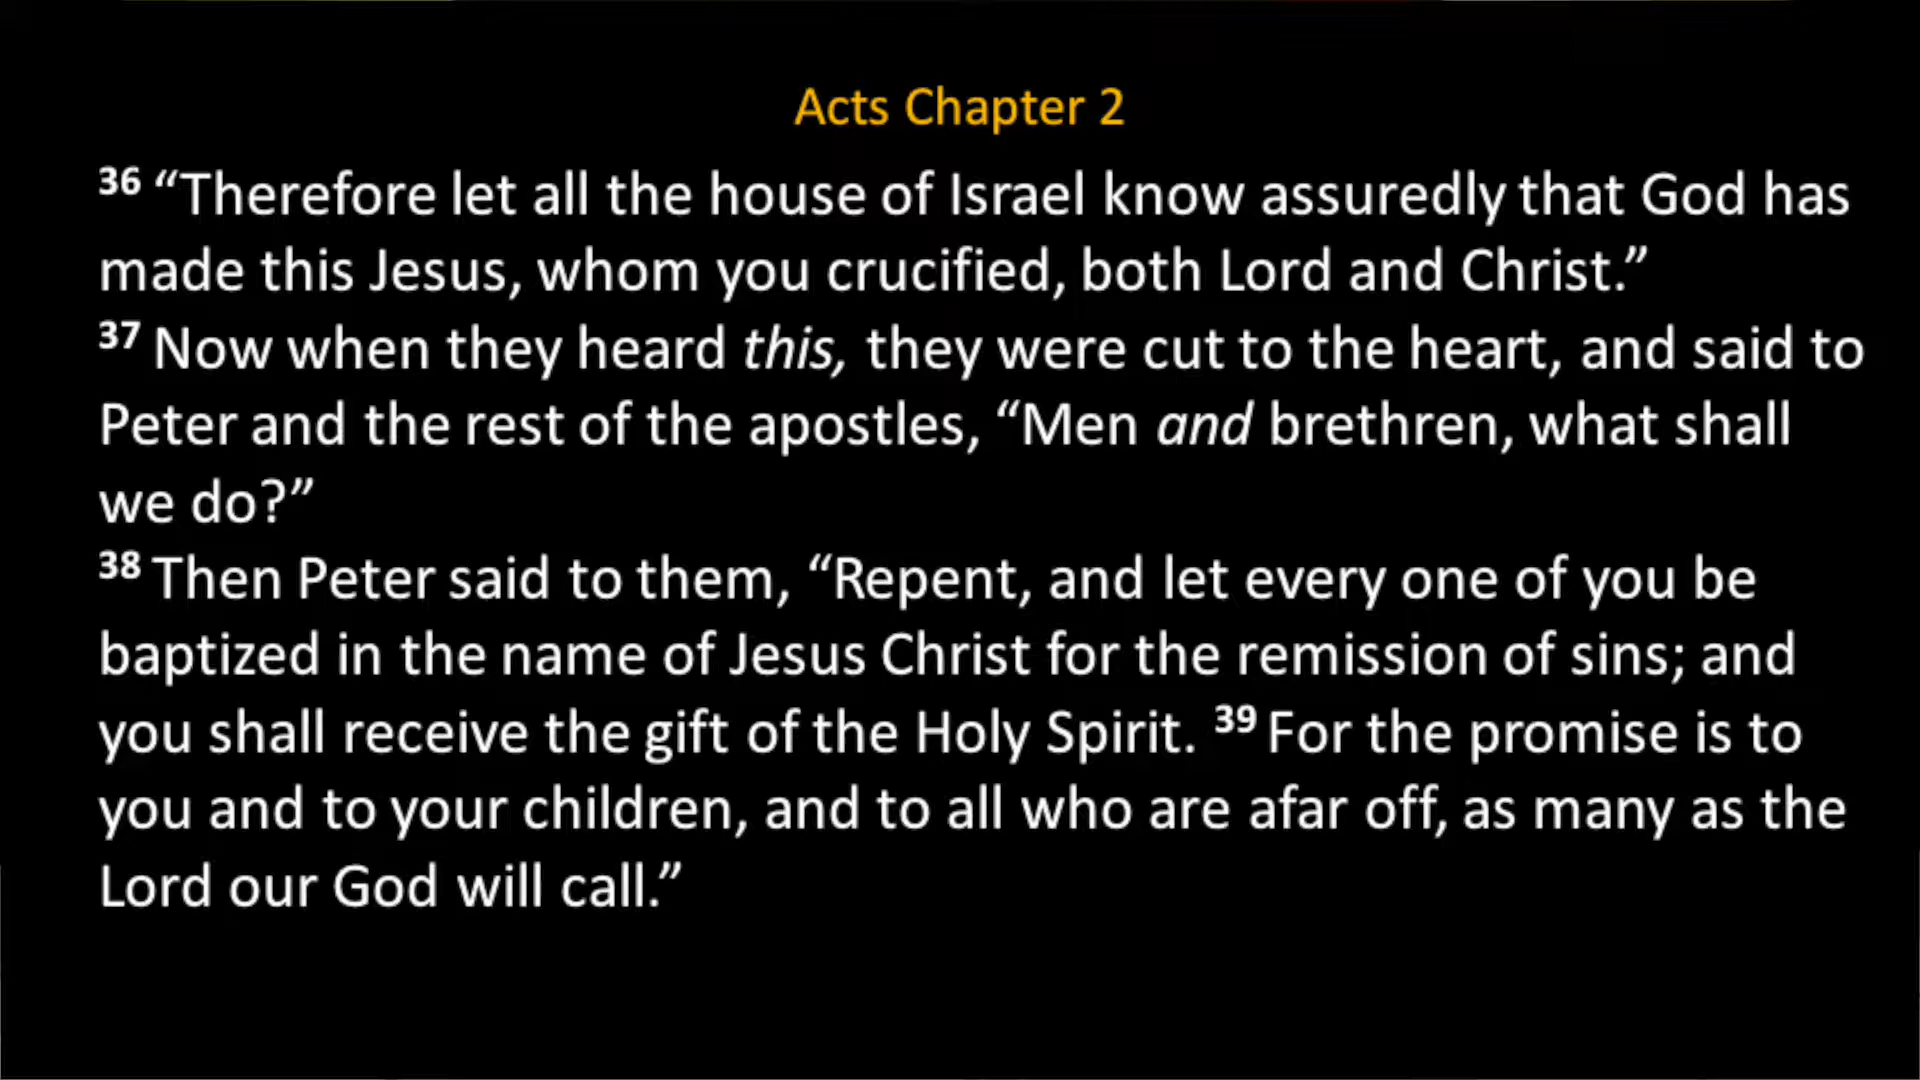 Acts Chapter 2
36 “Therefore let all the house of Israel know assuredly that God has
made this Jesus, whom you crucified, both Lord and Christ.”
37 Now when they heard this, they were cut to the heart, and said to
Peter and the rest of the apostles, “Men and brethren, what shall
we do?”
38 Then Peter said to them, “Repent, and let every one of you be
baptized in the name of Jesus Christ for the remission of sins; and
you shall receive the gift of the Holy Spirit. 39 For the promise is to
you and to your children, and to all who are afar off, as many as the
Lord our God will call.”